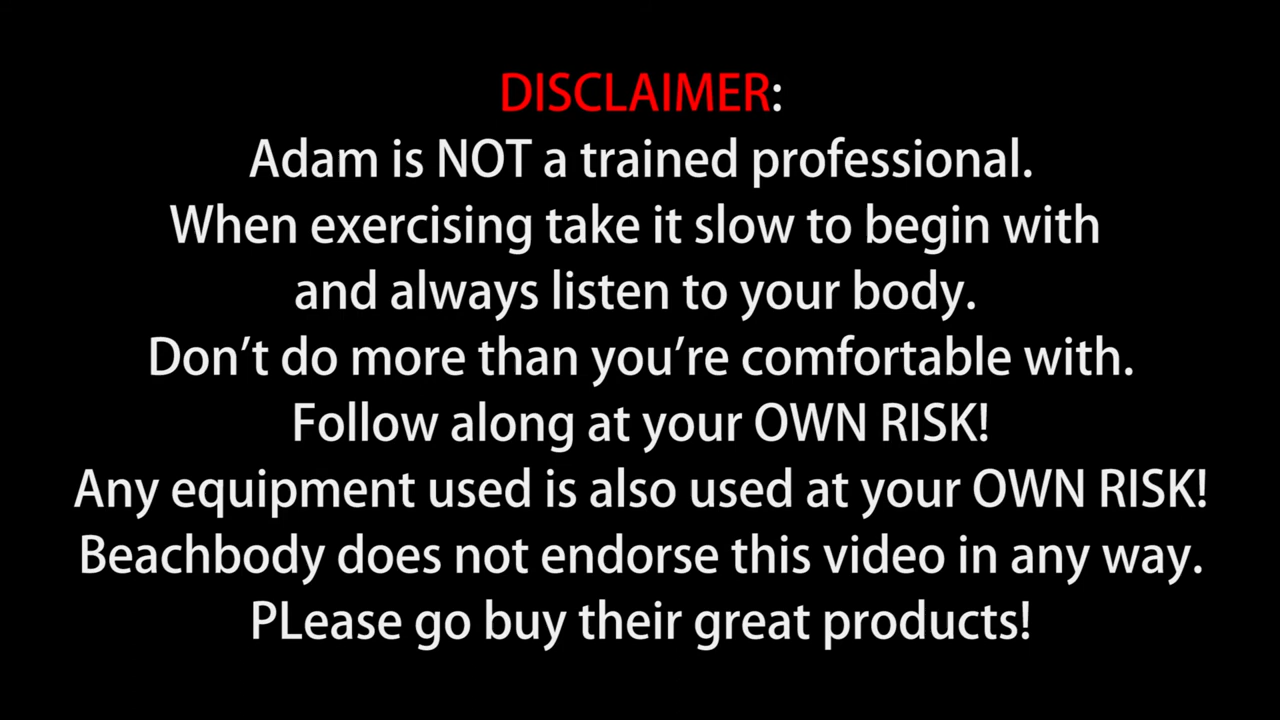 DISCLAIMER:
Adam is NOT a trained professional.
When exercising take it slow to begin with
and always listen to your body.
Don’t do more than you’re comfortable with.
Follow along at your OWN RISK!
Any equipment used is also used at your OWN RISK!
Beachbody does not endorse this video in any way.
PLease go buy their great products!